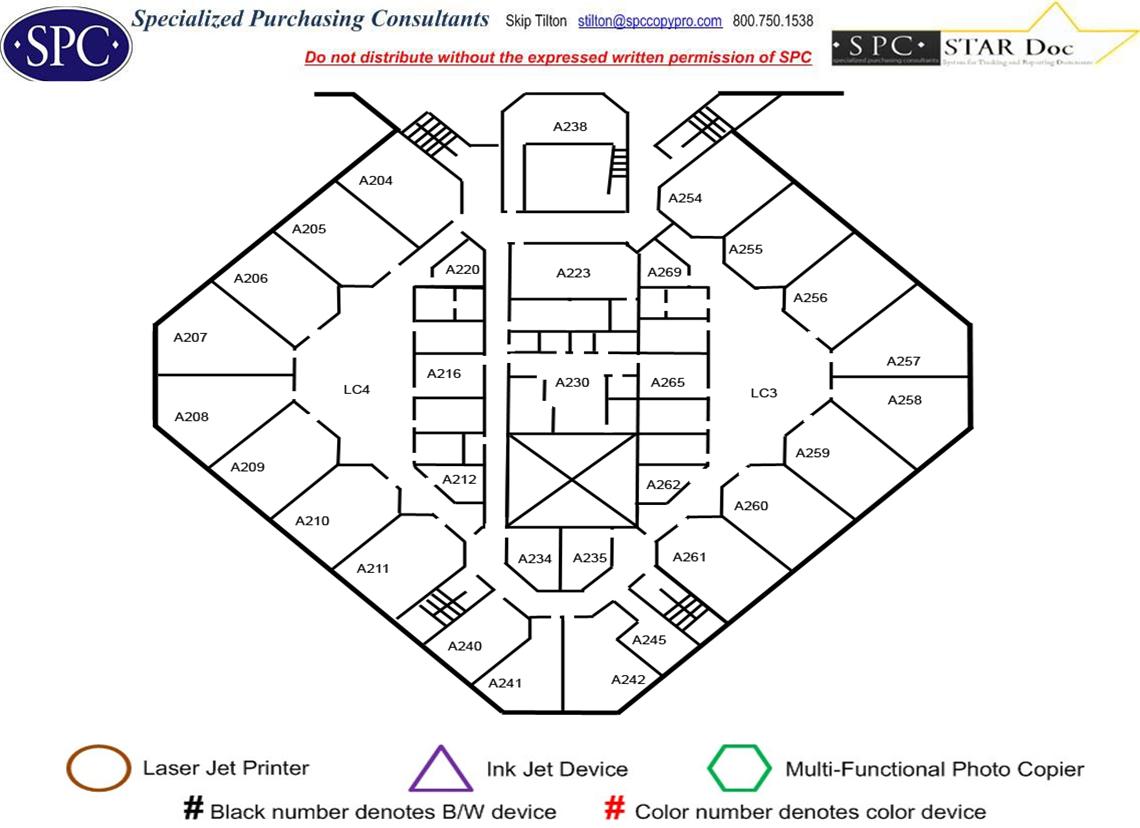 SPC
Specialized Purchasing Consultants Skip Tilton stilton@spccopypro.com 800.750.1538
Do not distribute without the expressed written permission of SPC
• SPC • STAR Doc
specialized purchasing consultants System for Tracking and Reporting Documents
A238
A204
A254
A205
A255
A220
A223
A269
A206
A256
A207
A257
A216
A230
A265
LC4
LC3
A208
A258
A209
A259
A212
A262
A210
A260
A211
A234
A235
A261
A240
A245
A241
A242
Laser Jet Printer
Ink Jet Device
Multi-Functional Photo Copier
# Black number denotes B/W device
# Color number denotes color device